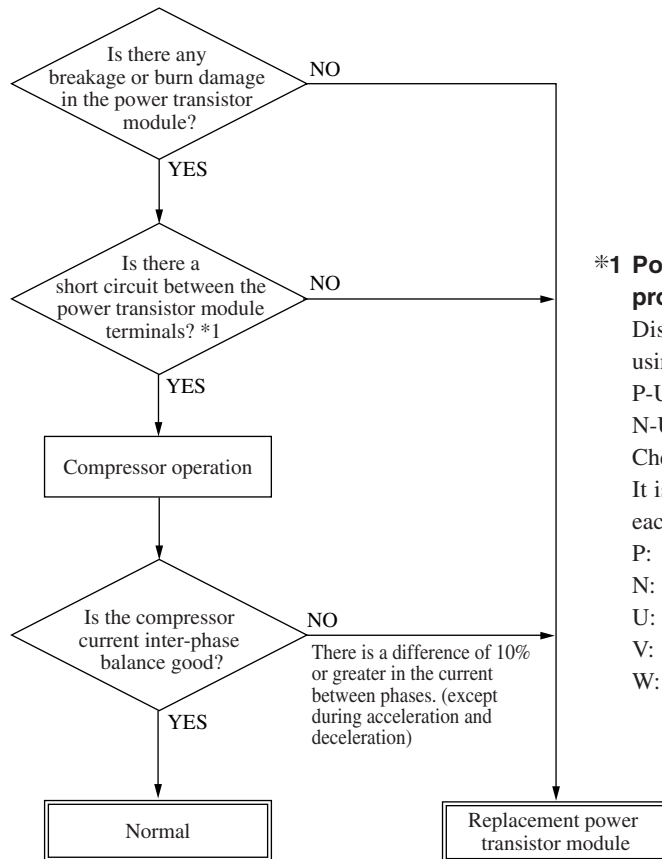 Is there any
breakage or burn damage
in the power transistor
module?
NO
YES
Is there a
short circuit between the
power transistor module
terminals? *1
NO
YES
Compressor operation
Is the compressor
current inter-phase
balance good?
NO
There is a difference of 10%
or greater in the current
between phases. (except
during acceleration and
deceleration)
YES
Normal
Replacement power
transistor module
*1 Po
pro
Dis
usin
P-U
N-U
Che
It is
eac
P:
N:
U:
V:
W: